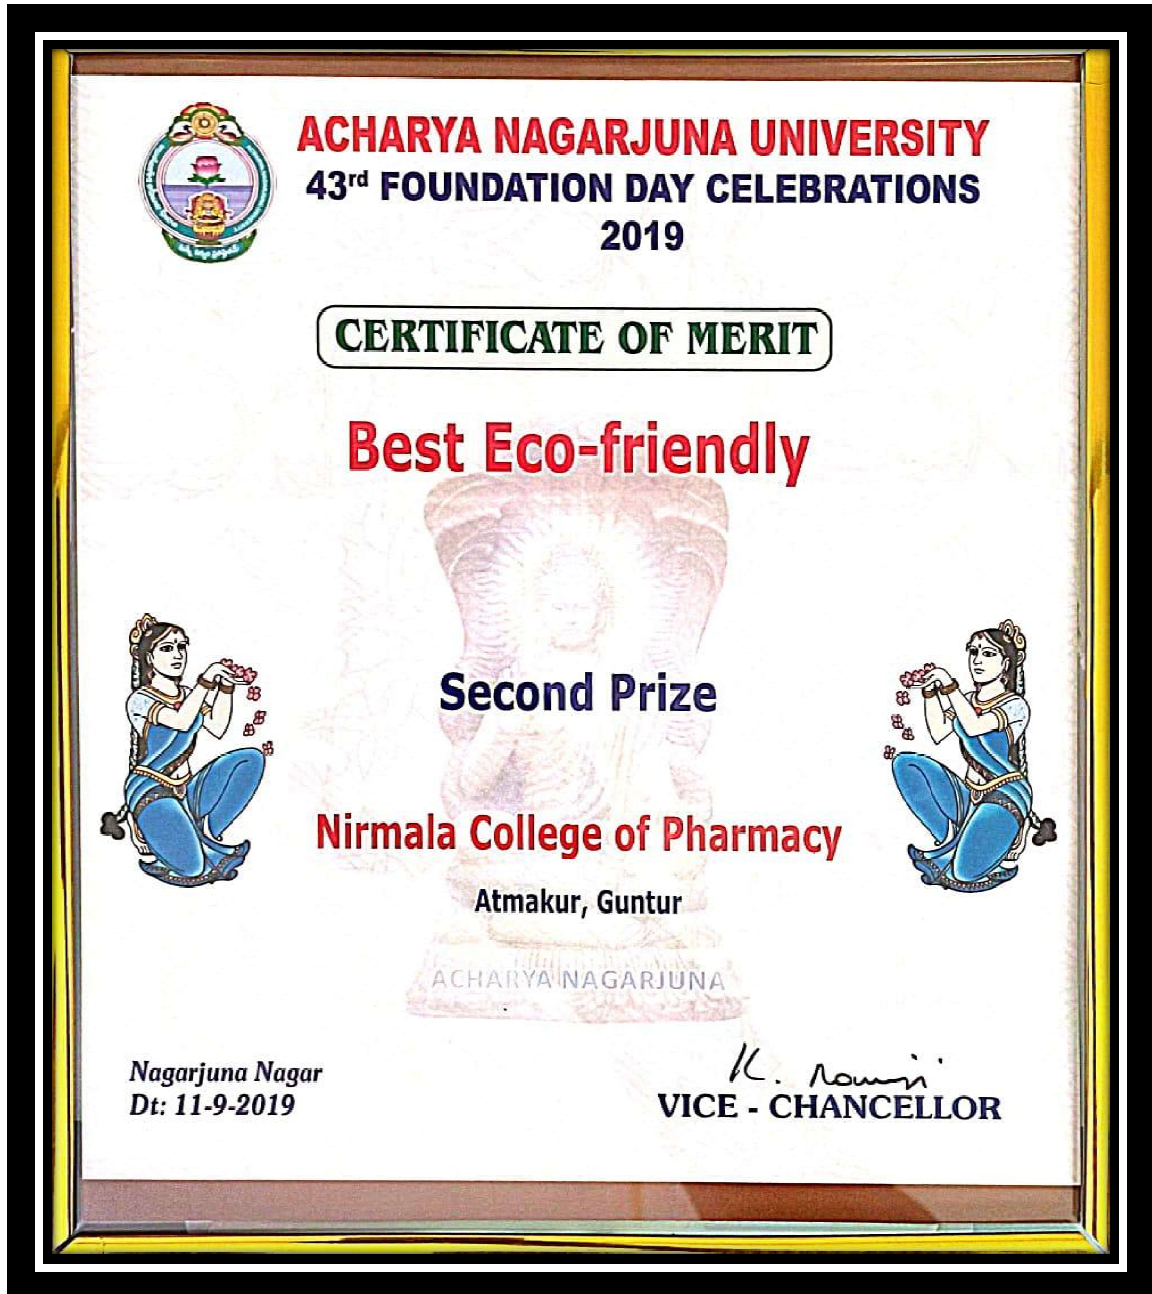 ACHARYA NAGARJUNA UNIVERSITY
43rd FOUNDATION DAY CELEBRATIONS
2019
CERTIFICATE OF MERIT
Best Eco-friendly
Second Prize
Nirmala College of Pharmacy
Atmakur, Guntur
ACHARYA NAGARJUNA
Nagarjuna Nagar
Dt: 11-9-2019
K.
VICE - CHANCELLOR